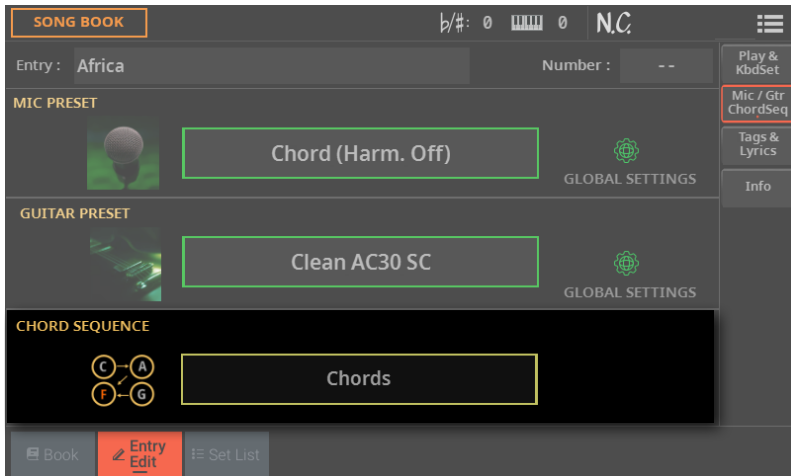 SONG BOOK
♭/#: 0 0 N.C.
Entry : Africa Number : --
Play & KbdSet
MIC PRESET
Mic / Gtr ChordSeq
Chord (Harm. Off)
GLOBAL SETTINGS
Tags & Lyrics
Info
GUITAR PRESET
Clean AC30 SC
GLOBAL SETTINGS
CHORD SEQUENCE
C A
F G
Chords
Book Entry Edit Set List